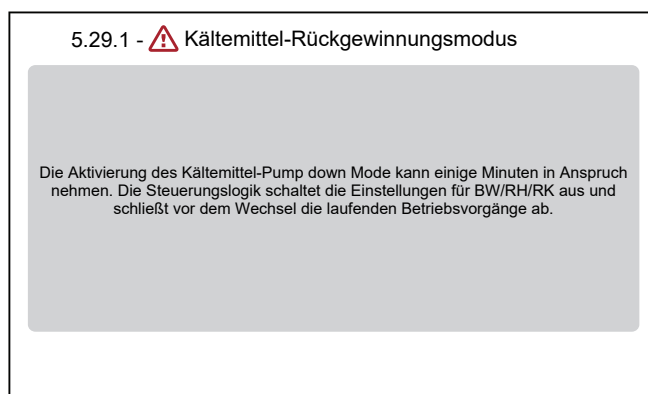 5.29.1 - Kältemittel-Rückgewinnungsmodus
Die Aktivierung des Kältemittel-Pump down Mode kann einige Minuten in Anspruch
nehmen. Die Steuerungslogik schaltet die Einstellungen für BW/RH/RK aus und
schließt vor dem Wechsel die laufenden Betriebsvorgänge ab.